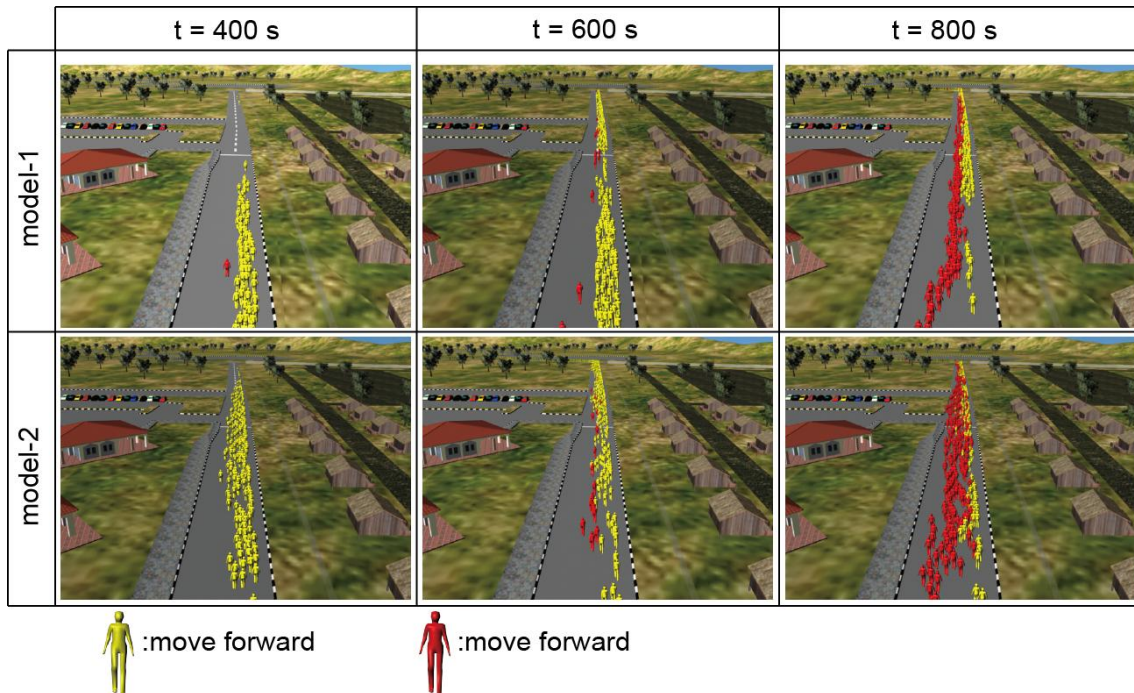 t = 400 s
t = 600 s
t = 800 s
model-1
model-2
:move forward
:move forward